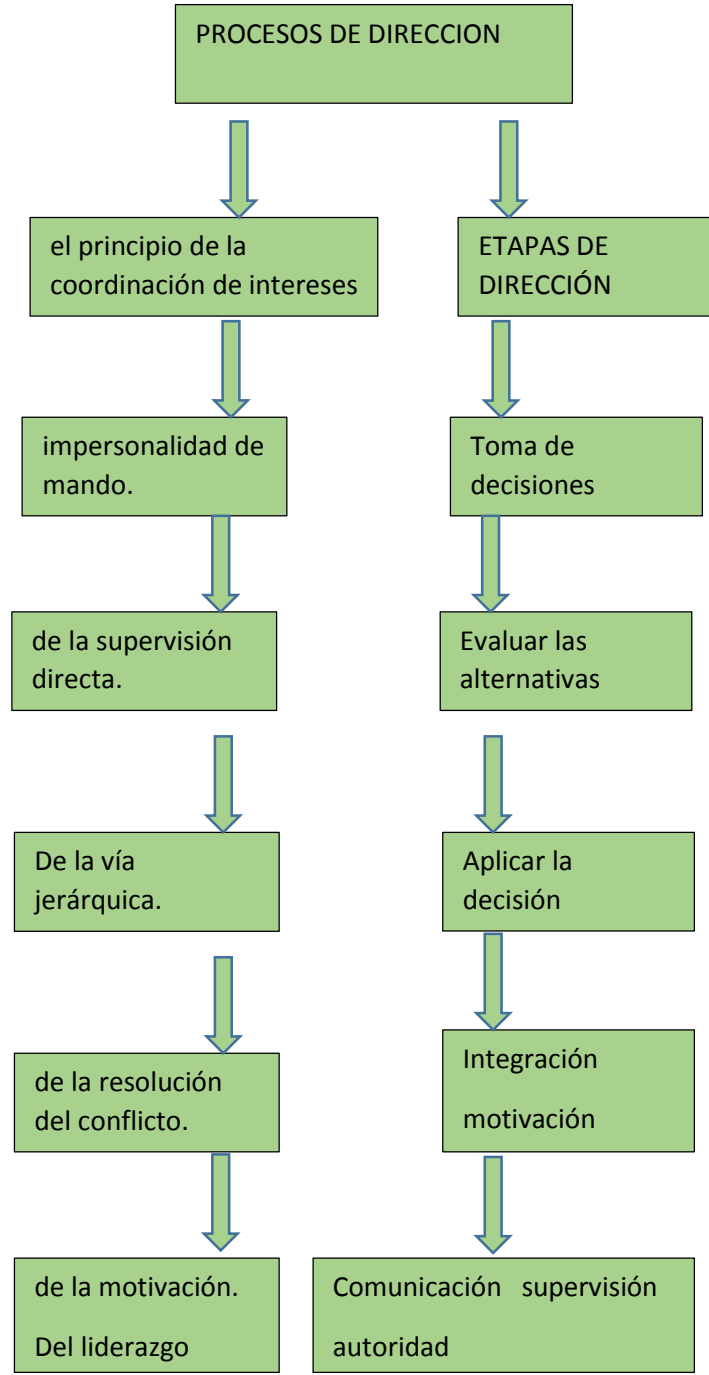 PROCESOS DE DIRECCION
el principio de la
coordinación de intereses
ETAPAS DE
DIRECCIÓN
impersonalidad de
mando.
Toma de
decisiones
de la supervisión
directa.
Evaluar las
alternativas
De la vía
jerárquica.
Aplicar la
decisión
de la resolución
del conflicto.
Integración
motivación
de la motivación.
Del liderazgo
Comunicación supervisión
autoridad